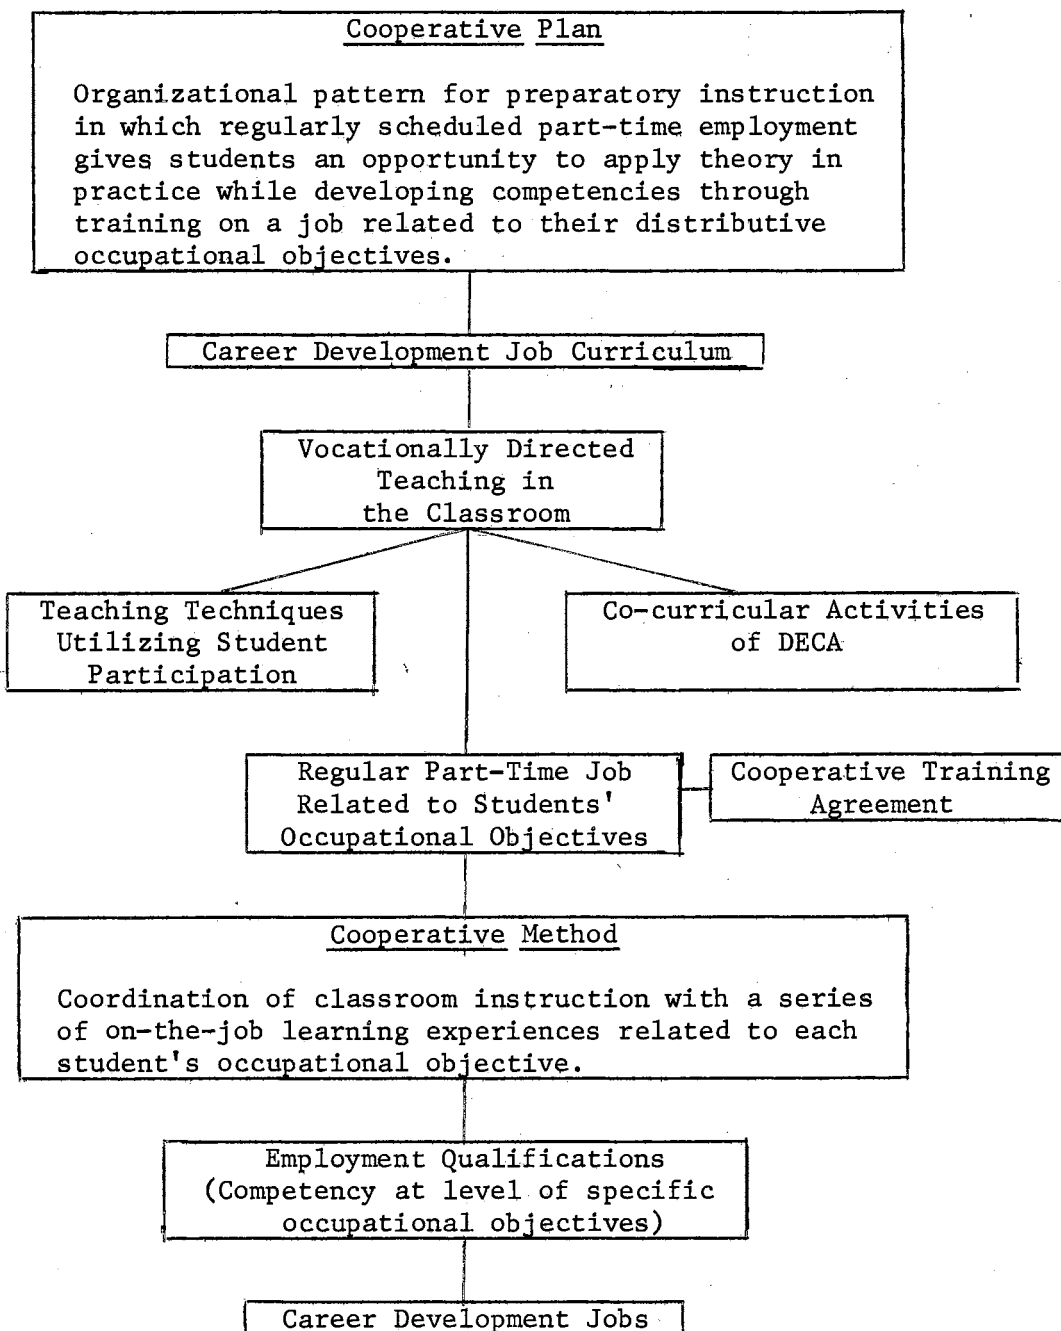 Cooperative Plan
Organizational pattern for preparatory instruction
in which regularly scheduled part-time employment
gives students an opportunity to apply theory in
practice while developing competencies through
training on a job related to their distributive
occupational objectives.
Career Development Job Curriculum
Vocationally Directed
Teaching in
the Classroom
Teaching Techniques
Utilizing Student
Participation
Co-curricular Activities
of DECA
Regular Part-Time Job
Related to Students'
Occupational Objectives
Cooperative Training
Agreement
Cooperative Method
Coordination of classroom instruction with a series
of on-the-job learning experiences related to each
student's occupational objective.
Employment Qualifications
(Competency at level of specific
occupational objectives)
Career Development Jobs